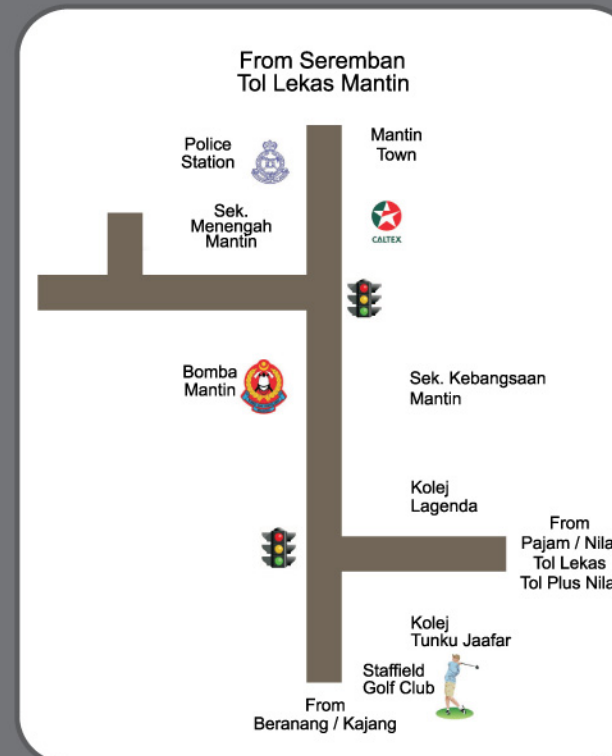 From Seremban
Tol Lekas Mantin
Police
Station
Mantin
Town
Sek.
Menengah
Mantin
CALTEX
Bomba
Mantin
Sek. Kebangsaan
Mantin
Kolej
Lagenda
From
Pajam / Nila
Tol Lekas
Tol Plus Nila
Kolej
Tunku Jaafar
Staffield
Golf Club
From
Beranang / Kajang